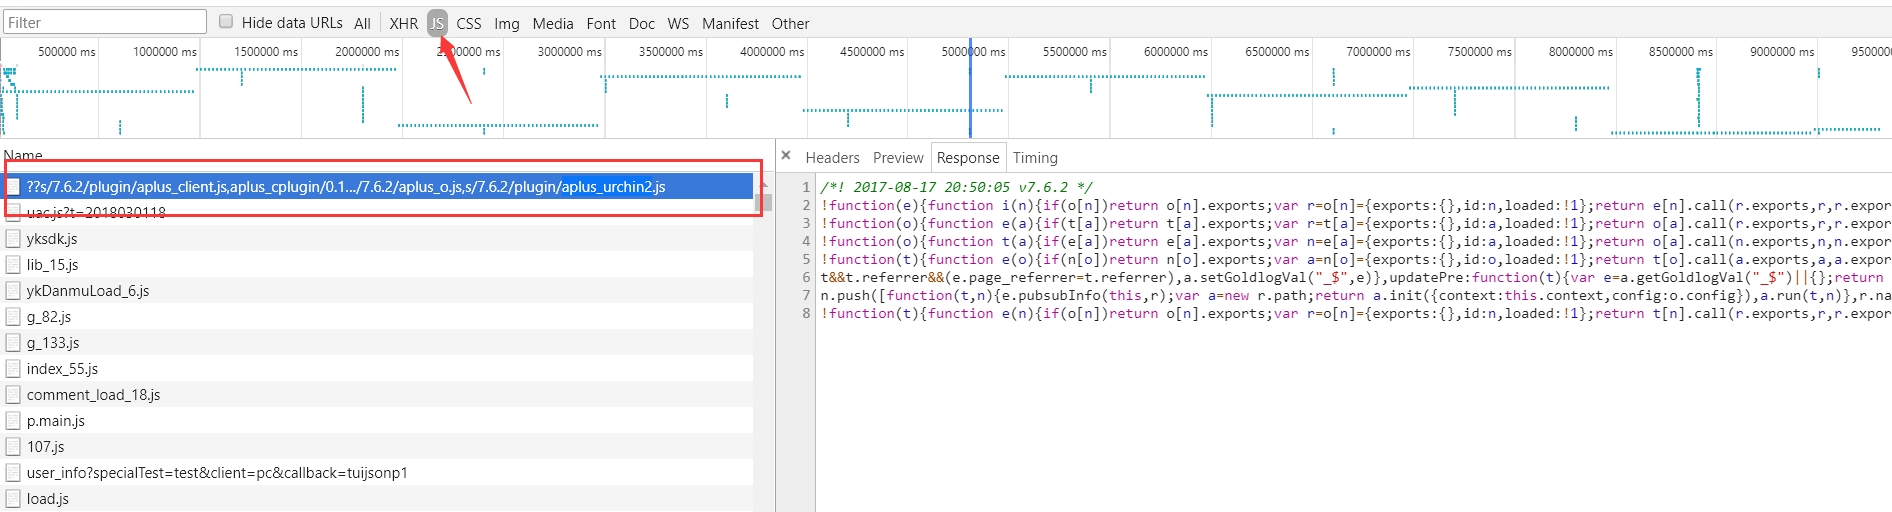 Filter Hide data URLs All XHR JS CSS Img Media Font Doc WS Manifest Other
500000 ms 1000000 ms 1500000 ms 2000000 ms 2500000 ms 3000000 ms 3500000 ms 4000000 ms 4500000 ms 5000000 ms 5500000 ms 6000000 ms 6500000 ms 7000000 ms 7500000 ms 8000000 ms 8500000 ms 9000000 ms 9500000
Name
??s/7.6.2/plugin/aplus_client.js,aplus_cplugin/0.1.../7.6.2/aplus_o.js,s/7.6.2/plugin/aplus_urchin2.js
uac.js?t=2018030118
yksdk.js
lib_15.js
ykDanmuLoad_6.js
g_82.js
g_133.js
index_55.js
comment_load_18.js
p.main.js
107.js
user_info?specialTest=test&client=pc&callback=tuijsonp1
load.js
× Headers Preview Response Timing
1 /*! 2017-08-17 20:50:05 v7.6.2 */
2 !function(e){function i(n){if(o[n])return o[n].exports;var r=o[n]={exports:{},id:n,loaded:!1};return e[n].call(r.exports,r,r.expor
3 !function(o){function e(a){if(t[a])return t[a].exports;var r=t[a]={exports:{},id:a,loaded:!1};return o[a].call(r.exports,r,r.expor
4 !function(o){function t(a){if(e[a])return e[a].exports;var n=e[a]={exports:{},id:a,loaded:!1};return o[a].call(n.exports,n,n.expor
5 !function(t){function e(o){if(n[o])return n[o].exports;var a=n[o]={exports:{},id:o,loaded:!1};return t[o].call(a.exports,a,a.expor
6 t&&t.referrer&&(e.page_referrer=t.referrer),a.setGoldlogVal("_$",e)},updatePre:function(t){var e=a.getGoldlogVal("_$")||{};return
7 n.push([function(t,n){e.pubsubInfo(this,r);var a=new r.path;return a.init({context:this.context,config:o.config}),a.run(t,n)},r.na
8 !function(t){function e(n){if(o[n])return o[n].exports;var r=o[n]={exports:{},id:n,loaded:!1};return t[n].call(r.exports,r,r.expor